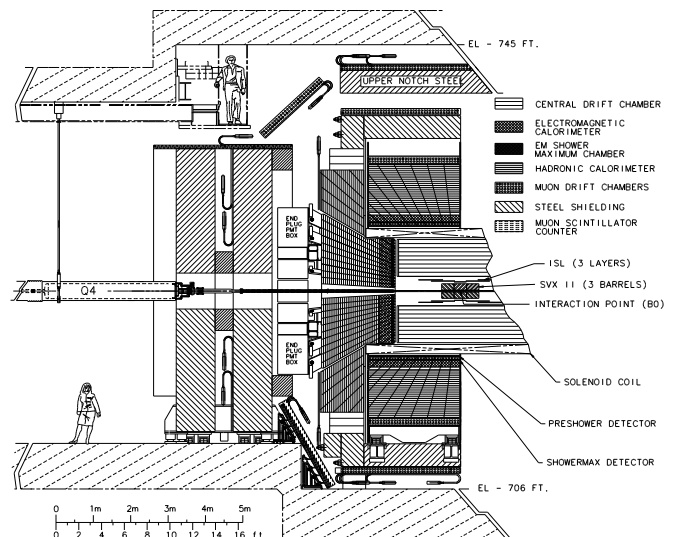 EL - 745 FT.
UPPER NOTCH STEEL
CENTRAL DRIFT CHAMBER
ELECTROMAGNETIC
CALORIMETER
EM SHOWER
MAXIMUM CHAMBER
HADRONIC CALORIMETER
MUON DRIFT CHAMBERS
STEEL SHIELDING
MUON SCINTILLATOR
COUNTER
END
PLUG
PMT
BOX
ISL (3 LAYERS)
SVX II (3 BARRELS)
Q4
INTERACTION POINT (B0)
END
PLUG
PMT
BOX
SOLENOID COIL
PRESHOWER DETECTOR
SHOWERMAX DETECTOR
EL - 706 FT.
0 1m 2m 3m 4m 5m
0 2 4 6 8 10 12 14 16 ft